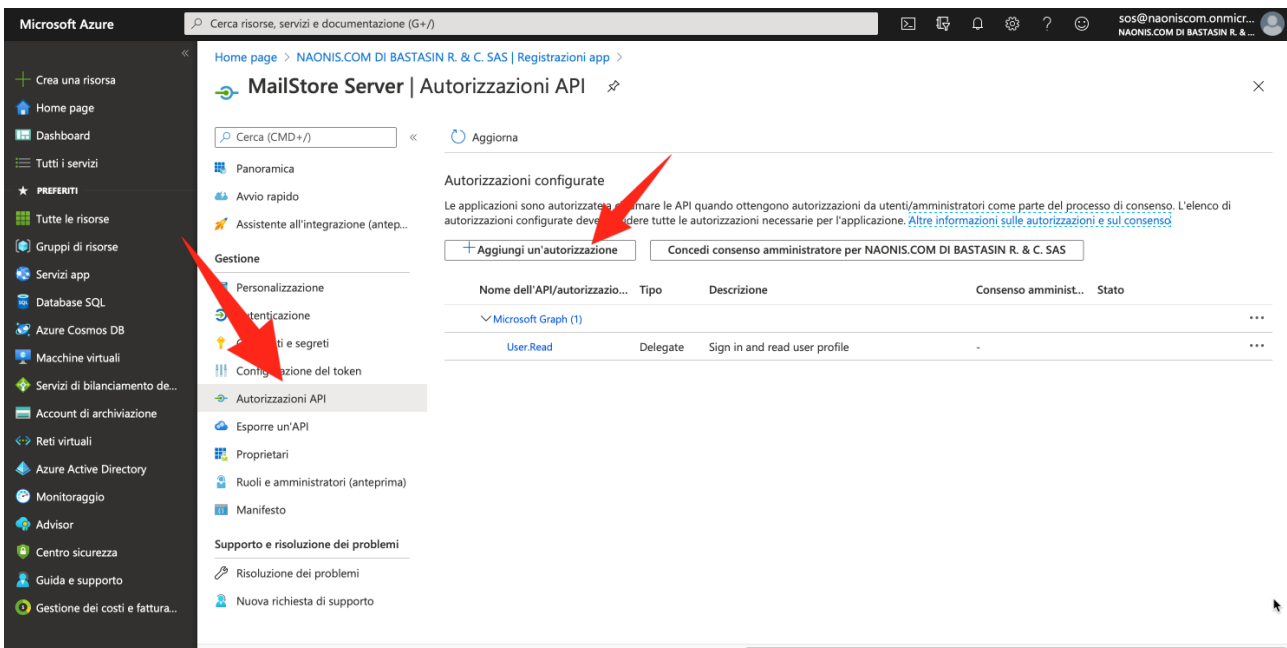 Microsoft Azure
Cerca risorse, servizi e documentazione (G+/)
sos@naoniscom.onmicr...
NAONIS.COM DI BASTASIN R. & ...
Crea una risorsa
Home page
Dashboard
Tutti i servizi
PREFERITI
Tutte le risorse
Gruppi di risorse
Servizi app
Database SQL
Azure Cosmos DB
Macchine virtuali
Servizi di bilanciamento de...
Account di archiviazione
Reti virtuali
Azure Active Directory
Monitoraggio
Advisor
Centro sicurezza
Guida e supporto
Gestione dei costi e fattura...
Home page > NAONIS.COM DI BASTASIN R. & C. SAS | Registrazioni app >
MailStore Server | Autorizzazioni API
Cerca (CMD+/)
Panoramica
Avvio rapido
Assistente all'integrazione (antep...
Gestione
Personalizzazione
Autenticazione
ti e segreti
Config azione del token
Autorizzazioni API
Esporre un'API
Proprietari
Ruoli e amministratori (anteprima)
Manifesto
Supporto e risoluzione dei problemi
Risoluzione dei problemi
Nuova richiesta di supporto
Aggiorna
Autorizzazioni configurate
Le applicazioni sono autorizzate a mare le API quando ottengono autorizzazioni da utenti/amministratori come parte del processo di consenso. L'elenco di
autorizzazioni configurate deve dere tutte le autorizzazioni necessarie per l'applicazione. Altre informazioni sulle autorizzazioni e sul consenso
Aggiungi un'autorizzazione
Concedi consenso amministratore per NAONIS.COM DI BASTASIN R. & C. SAS
Nome dell'API/autorizzazio... Tipo Descrizione Consenso amminist... Stato
Microsoft Graph (1)
User.Read Delegate Sign in and read user profile -